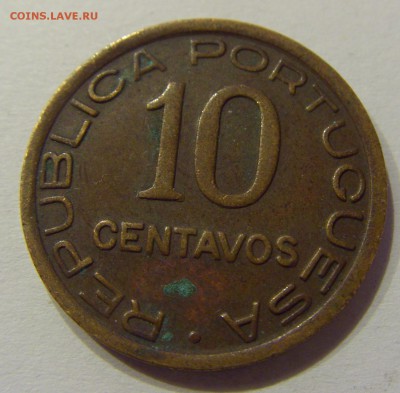 COINS.LAVE.RU
REPUBLICA PORTUGUESA
10
CENTAVOS